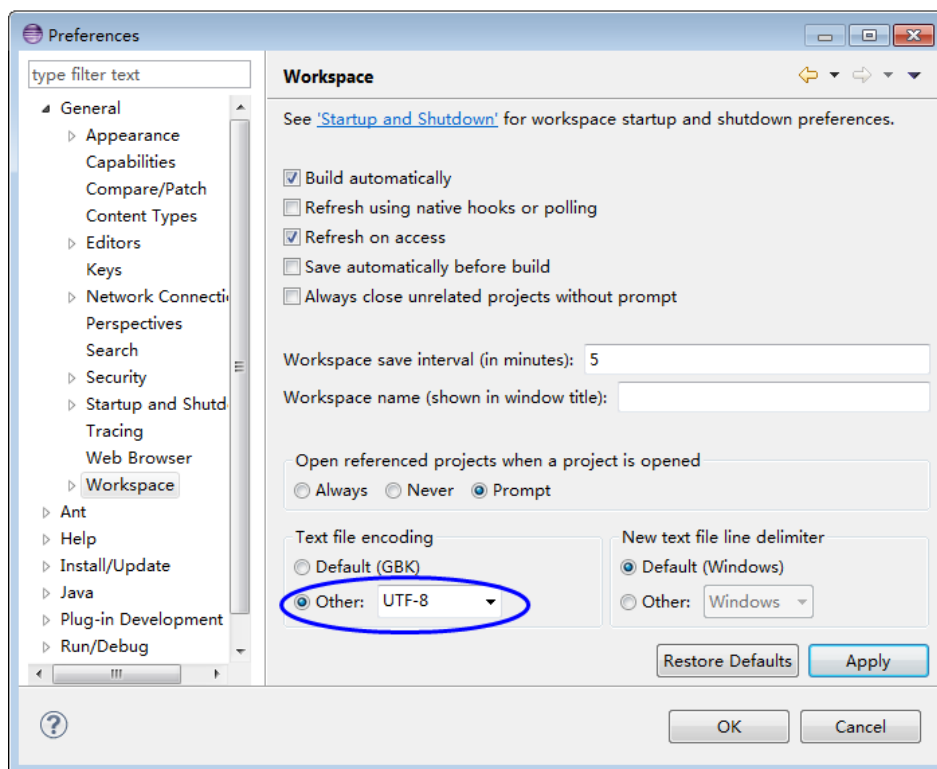 Preferences
type filter text
General
Appearance
Capabilities
Compare/Patch
Content Types
Editors
Keys
Network Connecti
Perspectives
Search
Security
Startup and Shutd
Tracing
Web Browser
Workspace
Ant
Help
Install/Update
Java
Plug-in Development
Run/Debug
Workspace
See 'Startup and Shutdown' for workspace startup and shutdown preferences.
Build automatically
Refresh using native hooks or polling
Refresh on access
Save automatically before build
Always close unrelated projects without prompt
Workspace save interval (in minutes): 5
Workspace name (shown in window title):
Open referenced projects when a project is opened
Always Never Prompt
Text file encoding
Default (GBK)
Other: UTF-8
New text file line delimiter
Default (Windows)
Other: Windows
Restore Defaults Apply
? OK Cancel